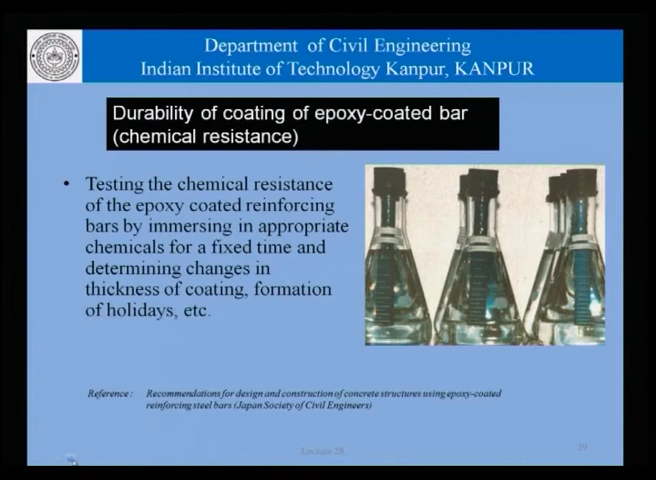 Department of Civil Engineering
Indian Institute of Technology Kanpur, KANPUR
Durability of coating of epoxy-coated bar
(chemical resistance)
• Testing the chemical resistance
of the epoxy coated reinforcing
bars by immersing in appropriate
chemicals for a fixed time and
determining changes in
thickness of coating, formation
of holidays, etc.
Reference : Recommendations for design and construction of concrete structures using epoxy-coated
reinforcing steel bars (Japan Society of Civil Engineers)
Lecture 28
29